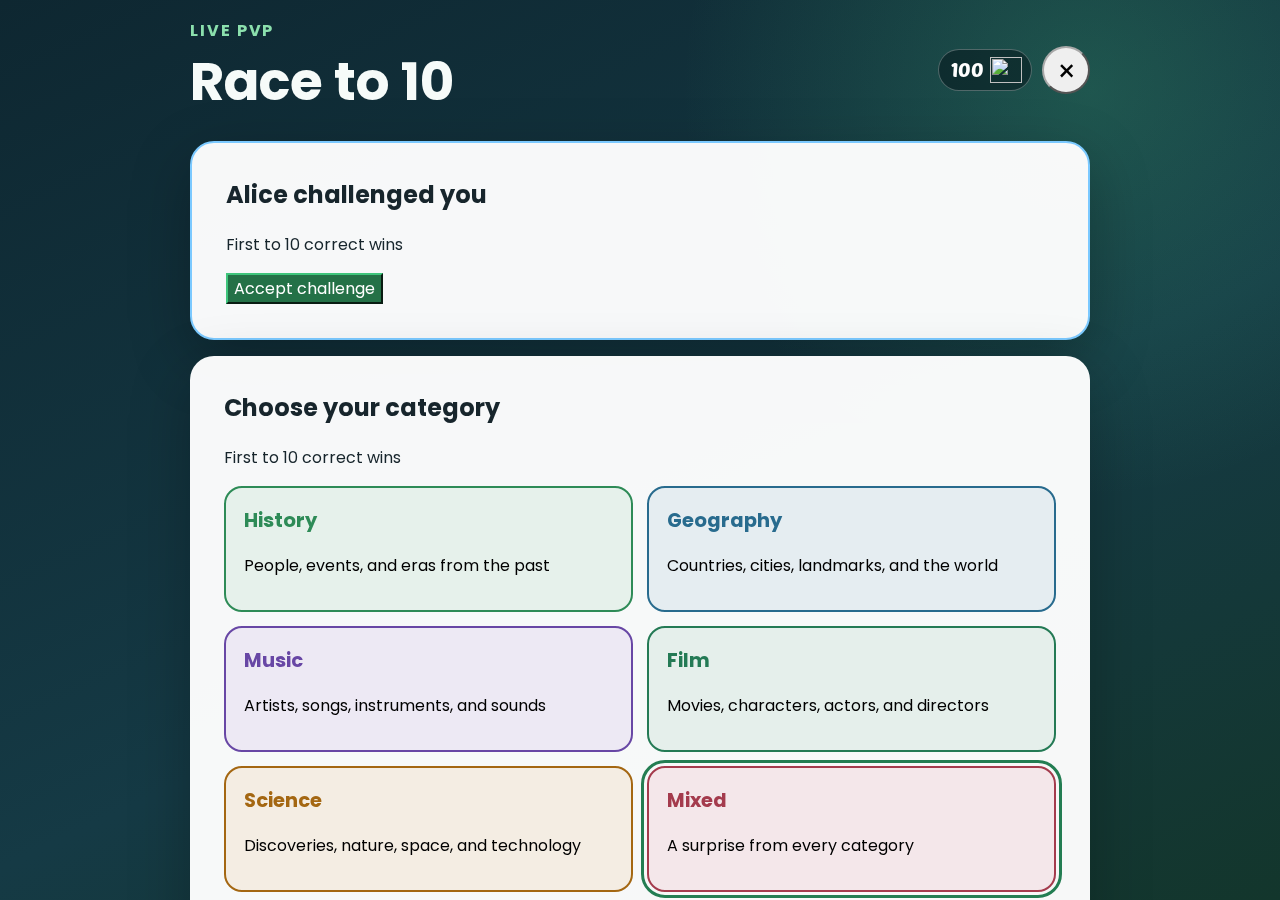 LIVE PVP
Race to 10
100
×
Alice challenged you
First to 10 correct wins
Accept challenge
Choose your category
First to 10 correct wins
History
People, events, and eras from the past
Geography
Countries, cities, landmarks, and the world
Music
Artists, songs, instruments, and sounds
Film
Movies, characters, actors, and directors
Science
Discoveries, nature, space, and technology
Mixed
A surprise from every category